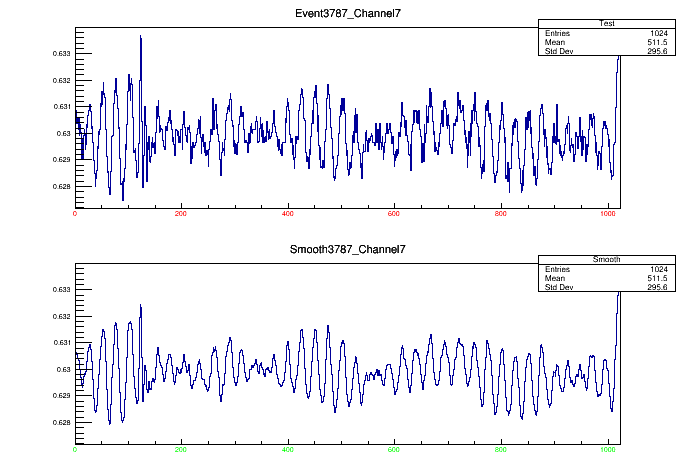 Event3787_Channel7
Test
Entries 1024
Mean 511.5
Std Dev 295.6
0.633
0.632
0.631
0.63
0.629
0.628
0 200 400 600 800 1000
Smooth3787_Channel7
Smooth
Entries 1024
Mean 511.5
Std Dev 295.6
0.633
0.632
0.631
0.63
0.629
0.628
0 200 400 600 800 1000